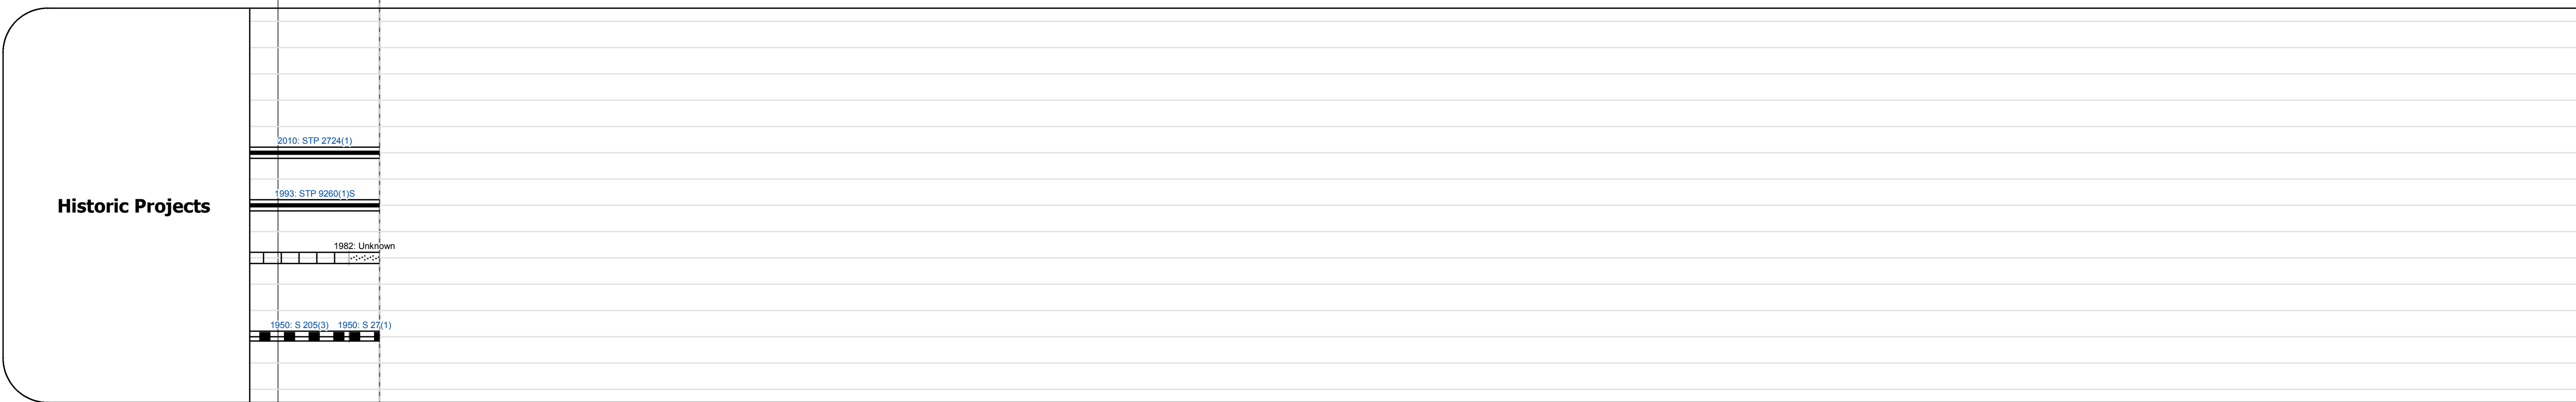 2010: STP 2724(1)
1993: STP 9260(1)S
Historic Projects
1982: Unknown
1950: S 205(3) 1950: S 27(1)